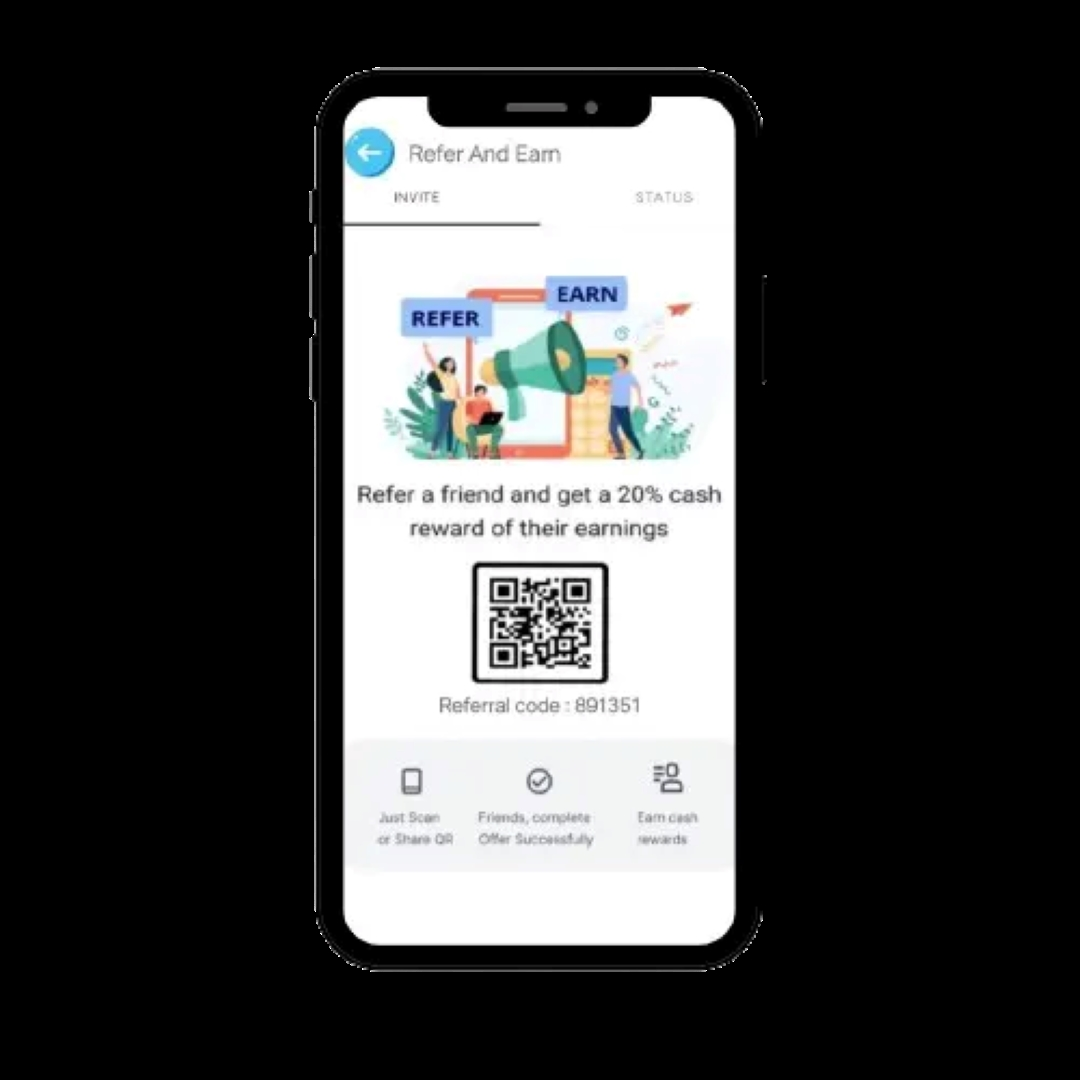 Refer And Earn
INVITE
STATUS
EARN
REFER
Refer a friend and get a 20% cash
reward of their earnings
Referral code : 891351
Just Scan
or Share QR
Friends, complete
Offer Successfully
Earn cash
rewards